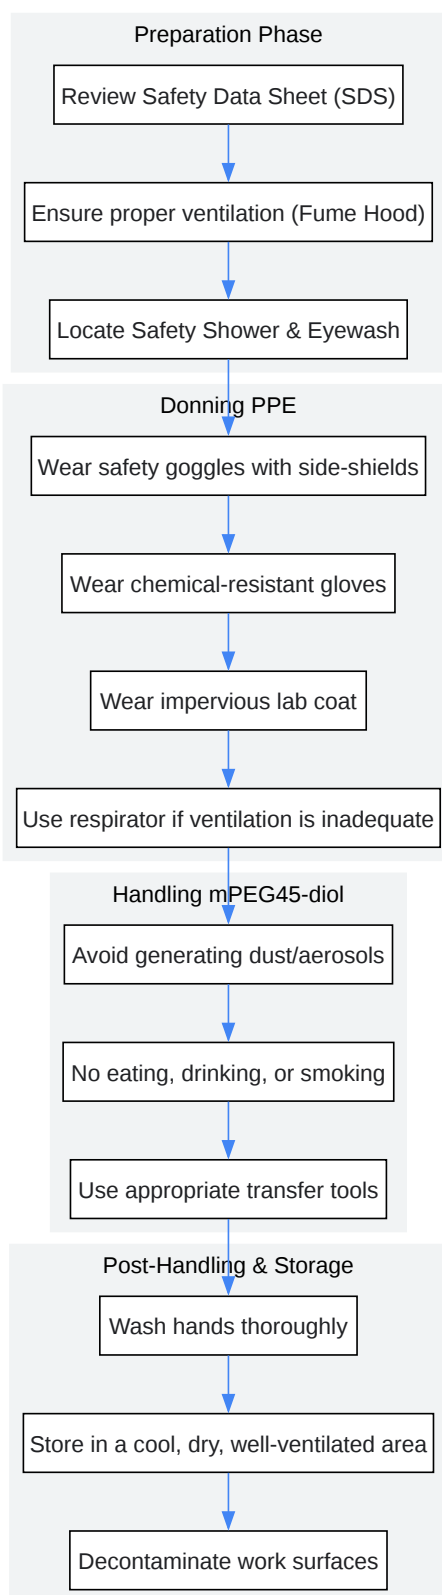 Preparation Phase
Review Safety Data Sheet (SDS)
Ensure proper ventilation (Fume Hood)
Locate Safety Shower & Eyewash
Donning PPE
Wear safety goggles with side-shields
Wear chemical-resistant gloves
Wear impervious lab coat
Use respirator if ventilation is inadequate
Handling mPEG45-diol
Avoid generating dust/aerosols
No eating, drinking, or smoking
Use appropriate transfer tools
Post-Handling & Storage
Wash hands thoroughly
Store in a cool, dry, well-ventilated area
Decontaminate work surfaces